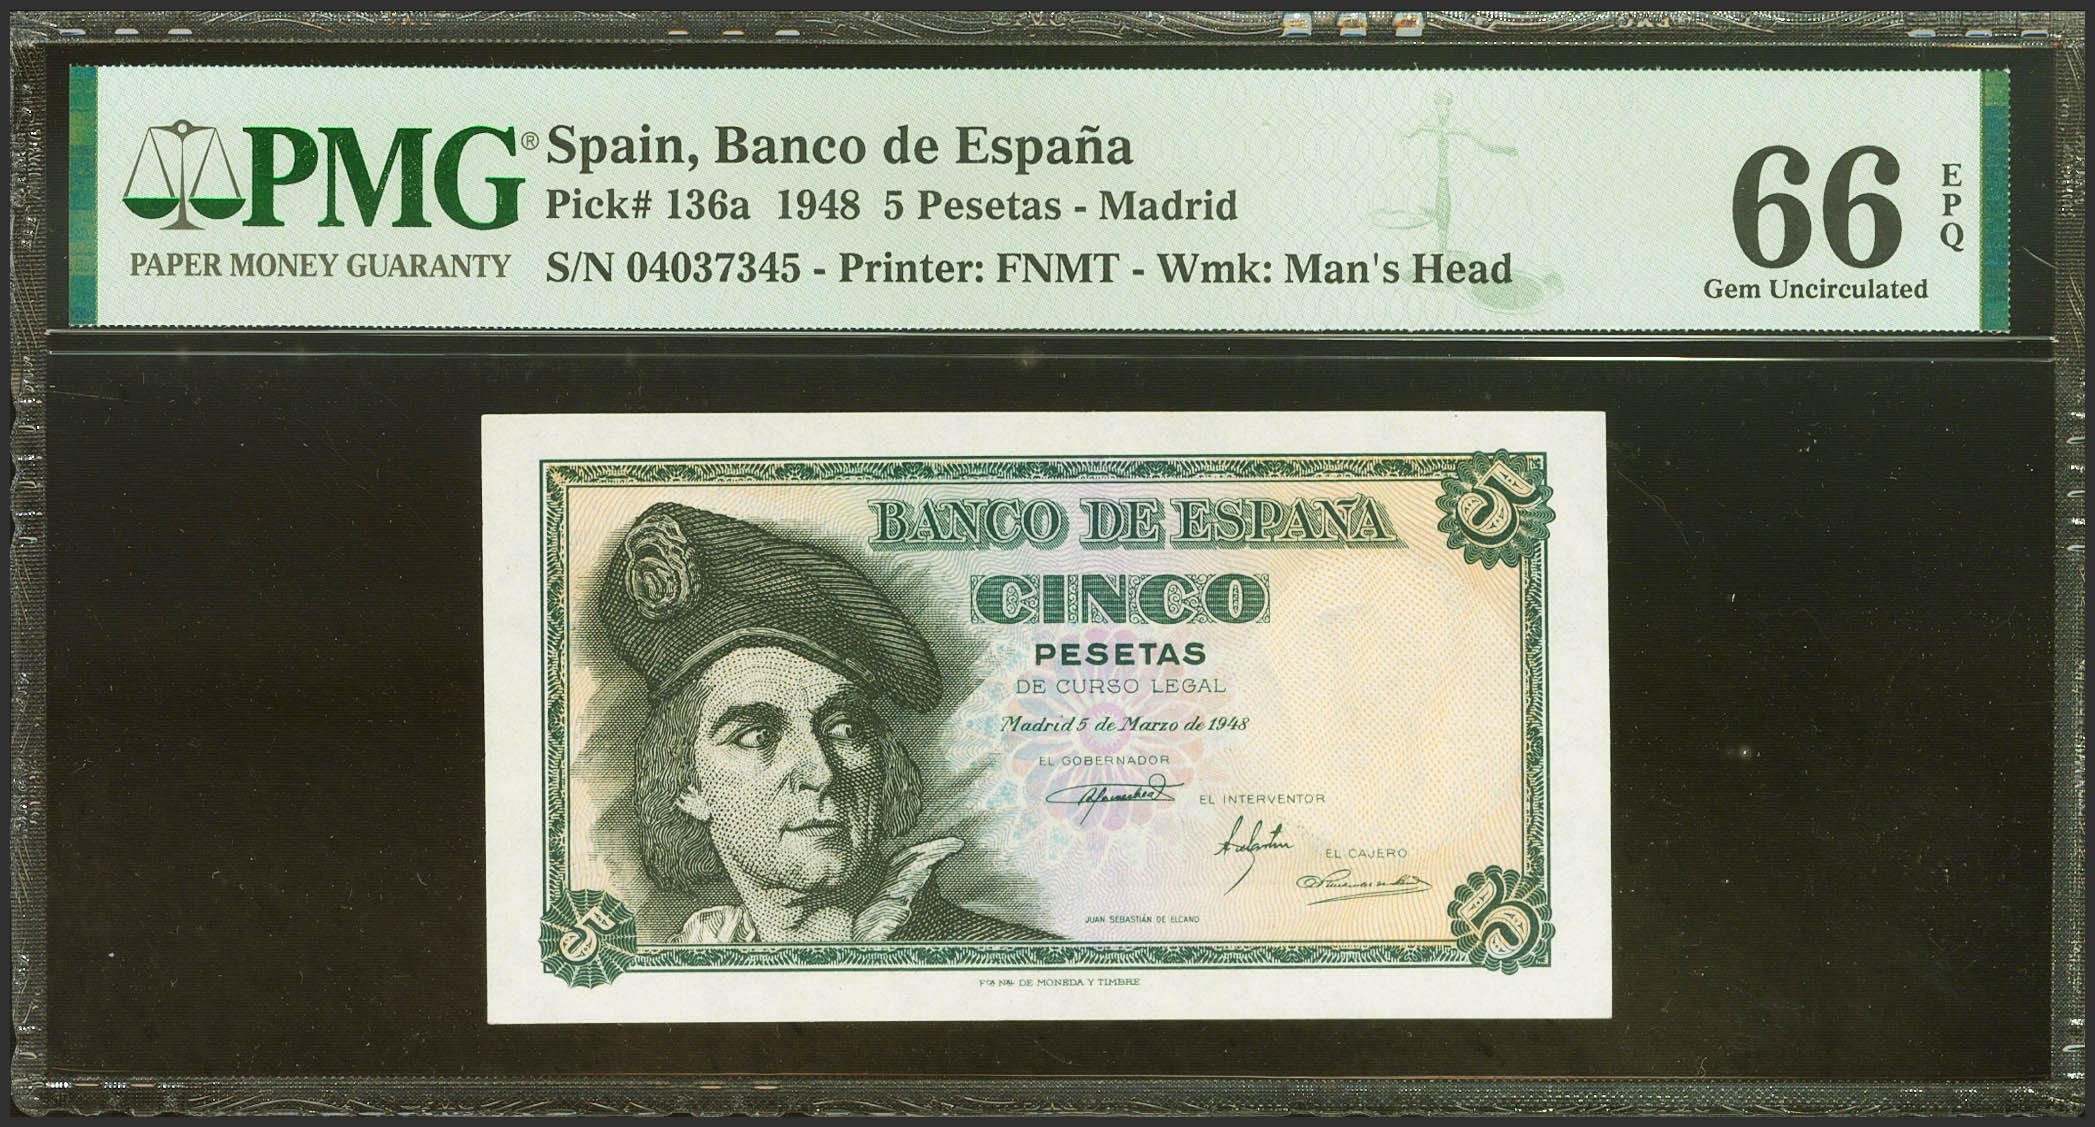 PMG®
PAPER MONEY GUARANTY
Spain, Banco de España
Pick# 136a 1948 5 Pesetas - Madrid
S/N 04037345 - Printer: FNMT - Wmk: Man's Head
66
EPQ
Gem Uncirculated
BANCO DE ESPAÑA
5
CINCO
PESETAS
DE CURSO LEGAL
Madrid 5 de Marzo de 1948
EL GOBERNADOR
EL INTERVENTOR
EL CAJERO
JUAN SEBASTIÁN DE ELCANO
5
5
DE MONEDA Y TIMBRE